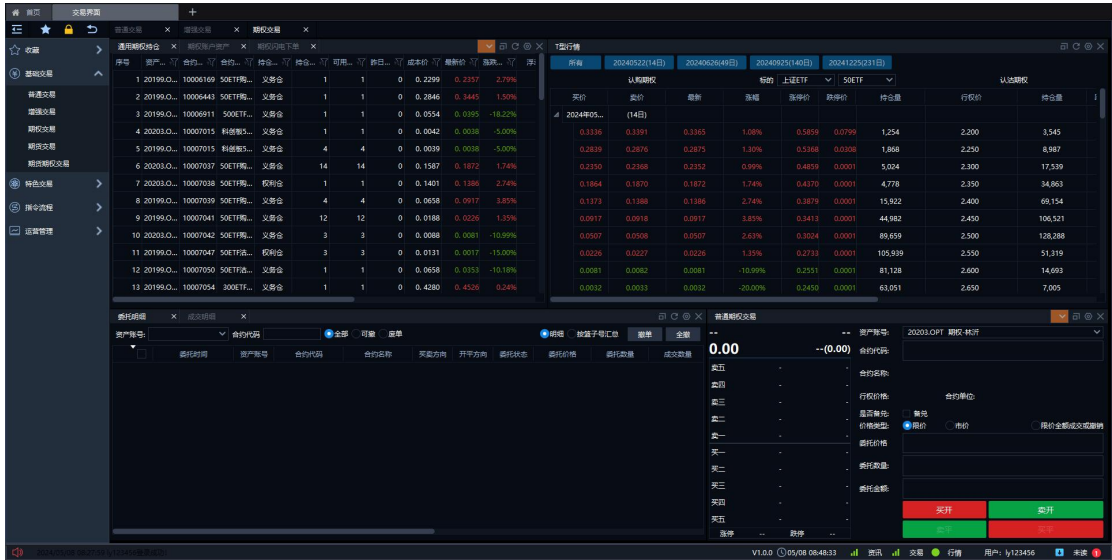 首页 交易界面 +
普通交易 × 增强交易 × 期权交易 ×
收藏
基础交易
普通交易
增强交易
期权交易
期货交易
期货期权交易
特色交易
指令流程
运营管理
通用期权持仓 × 期权账户资产 × 期权闪电下单 ×
序号 资产... 合约... 合约... 持仓... 持仓... 可用... 昨日... 成本价 最新价 涨跌...
1 20199.O... 10006169 50ETF购... 义务仓 1 1 0 0.2299 0.2357 2.79%
2 20199.O... 10006443 50ETF购... 义务仓 1 1 0 0.2846 0.3445 1.50%
3 20199.O... 10006911 500ETF... 义务仓 1 1 0 0.0554 0.0395 -18.22%
4 20203.O... 10007015 科创板5... 义务仓 1 1 0 0.0042 0.0038 -5.00%
5 20199.O... 10007015 科创板5... 义务仓 4 4 0 0.0039 0.0038 -5.00%
6 20203.O... 10007037 50ETF购... 义务仓 14 14 0 0.1587 0.1872 1.74%
7 20203.O... 10007038 50ETF购... 权利仓 1 1 0 0.1401 0.1386 2.74%
8 20199.O... 10007039 50ETF购... 义务仓 4 4 0 0.0658 0.0917 3.85%
9 20199.O... 10007041 50ETF购... 义务仓 12 12 0 0.0188 0.0226 1.35%
10 20203.O... 10007042 50ETF购... 义务仓 3 3 0 0.0088 0.0081 -10.99%
11 20199.O... 10007047 50ETF沽... 权利仓 3 3 0 0.0131 0.0017 -15.00%
12 20199.O... 10007050 50ETF沽... 义务仓 1 1 0 0.0658 0.0353 -10.18%
13 20199.O... 10007054 300ETF... 义务仓 1 1 0 0.4280 0.4526 0.24%
T型行情
所有 20240522(14日) 20240626(49日) 20240925(140日) 20241225(231日)
认购期权 标的 上证ETF 50ETF 认沽期权
买价 卖价 最新 涨幅 涨停价 跌停价 持仓量 行权价 持仓量
2024年05... (14日)
0.3336 0.3391 0.3365 1.08% 0.5859 0.0799 1,254 2.200 3,545
0.2839 0.2876 0.2875 1.30% 0.5368 0.0308 1,868 2.250 8,987
0.2350 0.2368 0.2352 0.99% 0.4859 0.0001 5,024 2.300 17,539
0.1864 0.1870 0.1872 1.74% 0.4370 0.0001 4,778 2.350 34,863
0.1373 0.1388 0.1386 2.74% 0.3879 0.0001 15,922 2.400 69,154
0.0917 0.0918 0.0917 3.85% 0.3413 0.0001 44,982 2.450 106,521
0.0507 0.0508 0.0507 2.63% 0.3024 0.0001 89,659 2.500 128,288
0.0226 0.0227 0.0226 1.35% 0.2733 0.0001 105,939 2.550 51,319
0.0081 0.0082 0.0081 -10.99% 0.2551 0.0001 81,128 2.600 14,693
0.0032 0.0033 0.0032 -20.00% 0.2450 0.0001 63,051 2.650 7,005
委托明细 × 成交明细 ×
资产账号: 合约代码 全部 可撤 废单 明细 按篮子号汇总 撤单 全撤
委托时间 资产账号 合约代码 合约名称 买卖方向 开平方向 委托状态 委托价格 委托数量 成交数量
普通期权交易
-- --
0.00 --(0.00)
卖五 - -
卖四 - -
卖三 - -
卖二 - -
卖一 - -
买一 - -
买二 - -
买三 - -
买四 - -
买五 - -
涨停 -- 跌停 --
资产账号: 20203.OPT 期权-林沂
合约代码:
合约名称:
行权价格: 合约单位:
是否备兑: 备兑
价格类型: 限价 市价 限价全额成交或撤销
委托价格
委托数量:
委托金额:
买开 卖开
V1.0.0 05/08 08:48:33 资讯 交易 行情 用户: ly123456 未读 1